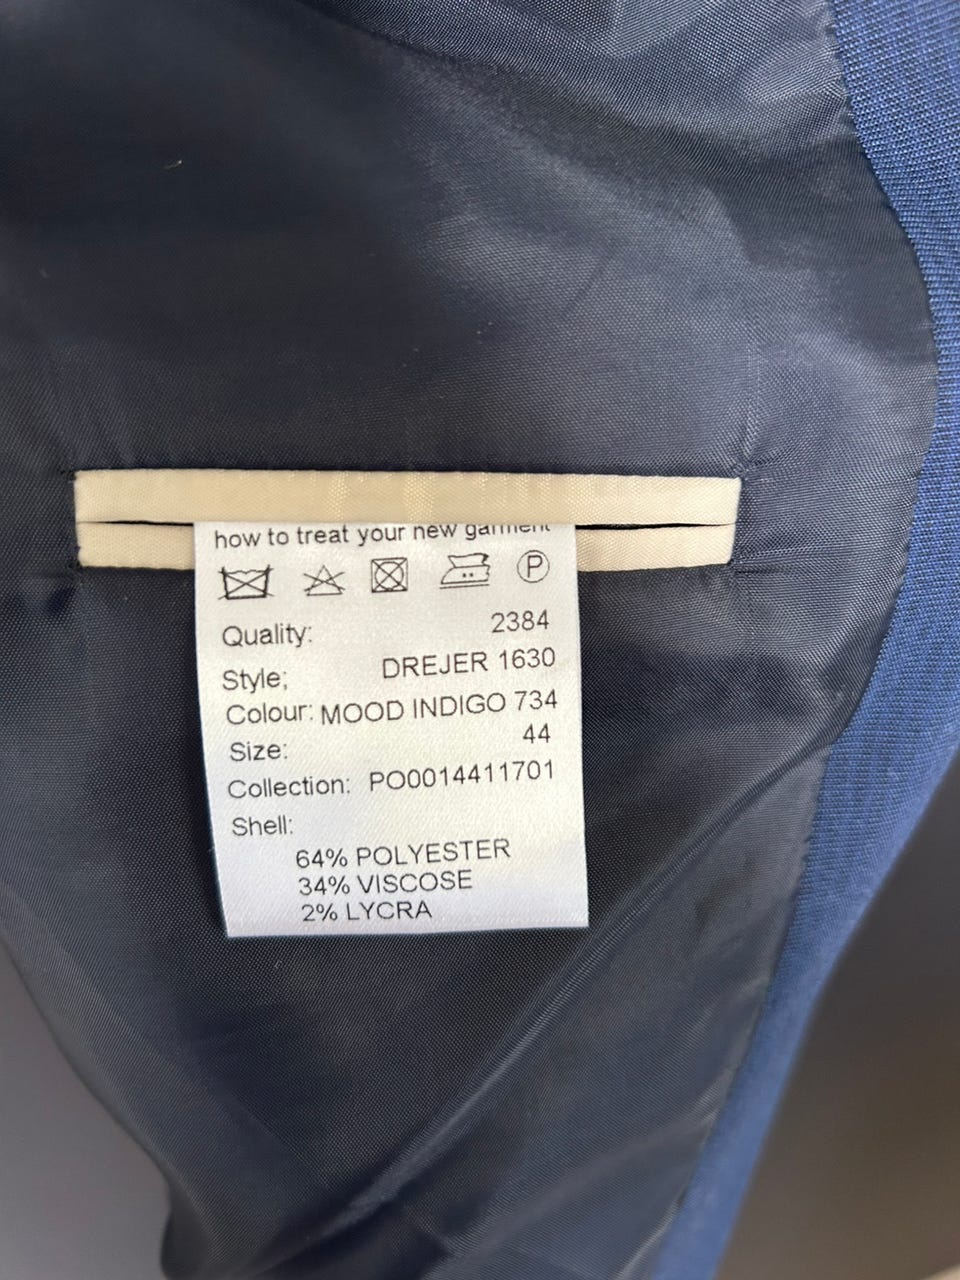 how to treat your new garment
P
Quality: 2384
Style; DREJER 1630
Colour: MOOD INDIGO 734
Size: 44
Collection: PO0014411701
Shell:
64% POLYESTER
34% VISCOSE
2% LYCRA